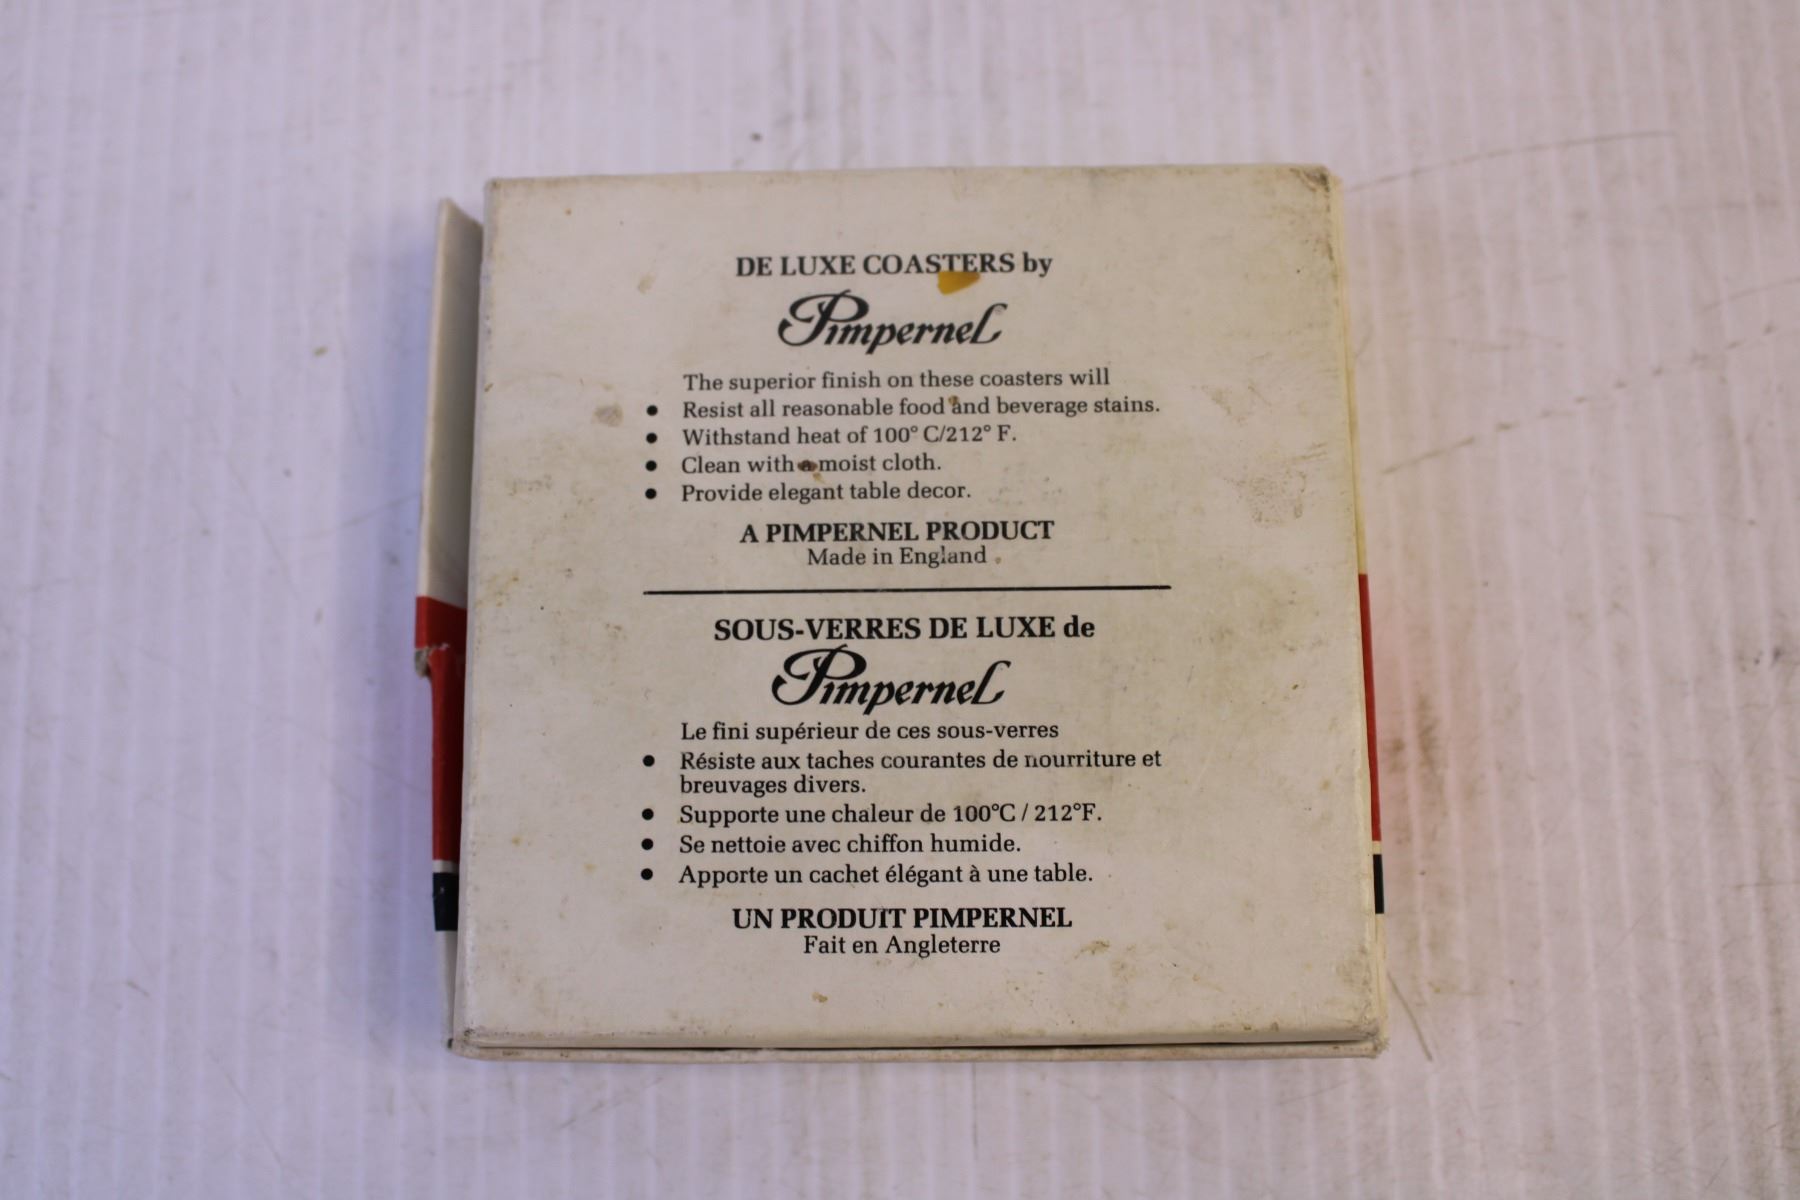 DE LUXE COASTERS by
Pimpernel
The superior finish on these coasters will
• Resist all reasonable food and beverage stains.
• Withstand heat of 100° C/212° F.
• Clean with a moist cloth.
• Provide elegant table decor.
A PIMPERNEL PRODUCT
Made in England
SOUS-VERRES DE LUXE de
Pimpernel
Le fini supérieur de ces sous-verres
• Résiste aux taches courantes de nourriture et
breuvages divers.
• Supporte une chaleur de 100°C / 212°F.
• Se nettoie avec chiffon humide.
• Apporte un cachet élégant à une table.
UN PRODUIT PIMPERNEL
Fait en Angleterre